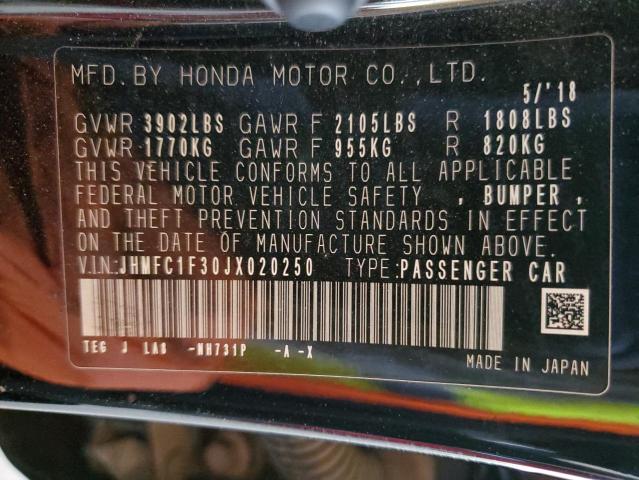 MFD. BY HONDA MOTOR CO., LTD.
5/'18
GVWR 3902LBS GAWR F 2105LBS R 1808LBS
GVWR 1770KG GAWR F 955KG R 820KG
THIS VEHICLE CONFORMS TO ALL APPLICABLE
FEDERAL MOTOR VEHICLE SAFETY , BUMPER ,
AND THEFT PREVENTION STANDARDS IN EFFECT
ON THE DATE OF MANUFACTURE SHOWN ABOVE.
V.I.N: JHMFC1F30JX020250 TYPE: PASSENGER CAR
TEG J LA8 -NH731P -A -X
MADE IN JAPAN